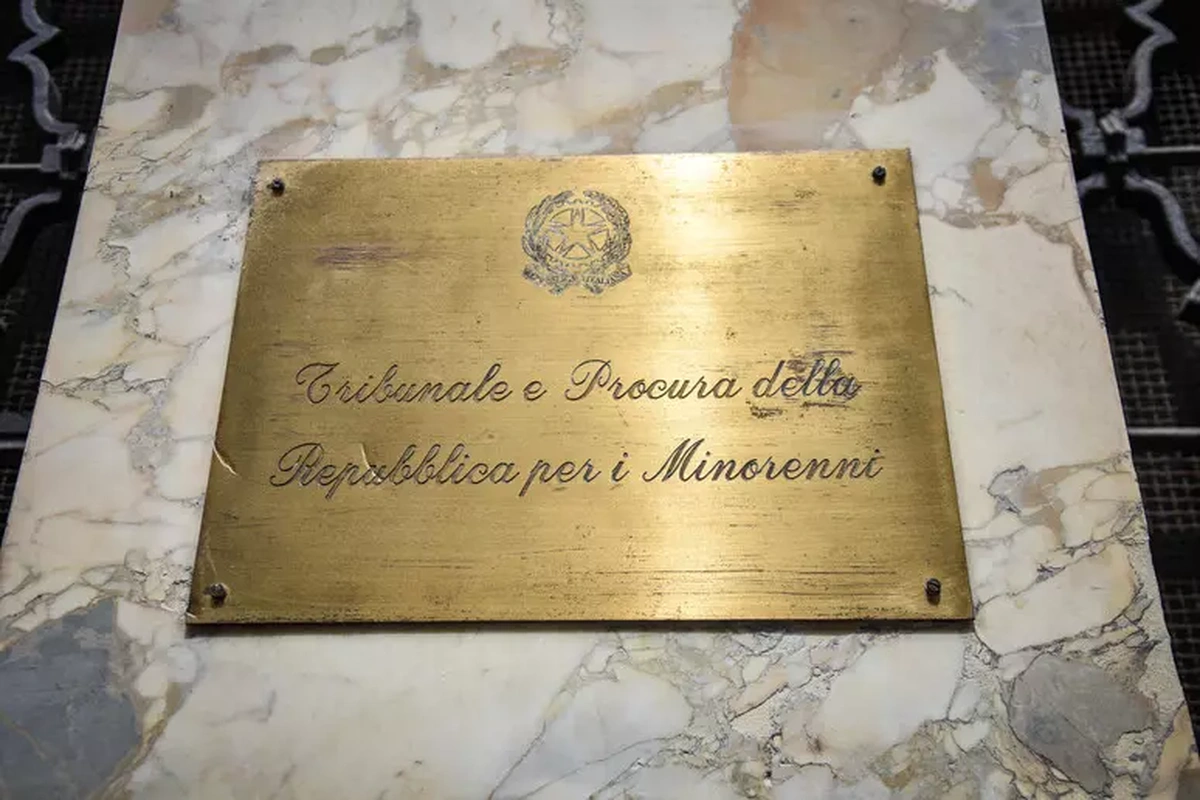 Tribunale e Procura della
Repubblica per i Minorenni